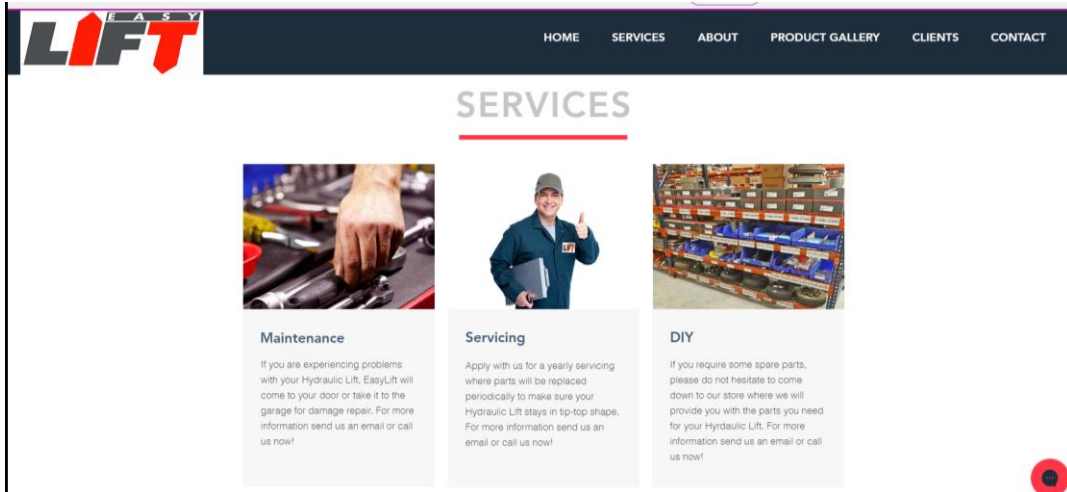 EASY
LIFT
HOME SERVICES ABOUT PRODUCT GALLERY CLIENTS CONTACT
SERVICES
LIFT
Maintenance
If you are experiencing problems
with your Hydraulic Lift, EasyLift will
come to your door or take it to the
garage for damage repair. For more
information send us an email or call
us now!
Servicing
Apply with us for a yearly servicing
where parts will be replaced
periodically to make sure your
Hydraulic Lift stays in tip-top shape.
For more information send us an
email or call us now!
DIY
If you require some spare parts,
please do not hesitate to come
down to our store where we will
provide you with the parts you need
for your Hyrdaulic Lift. For more
information send us an email or call
us now!